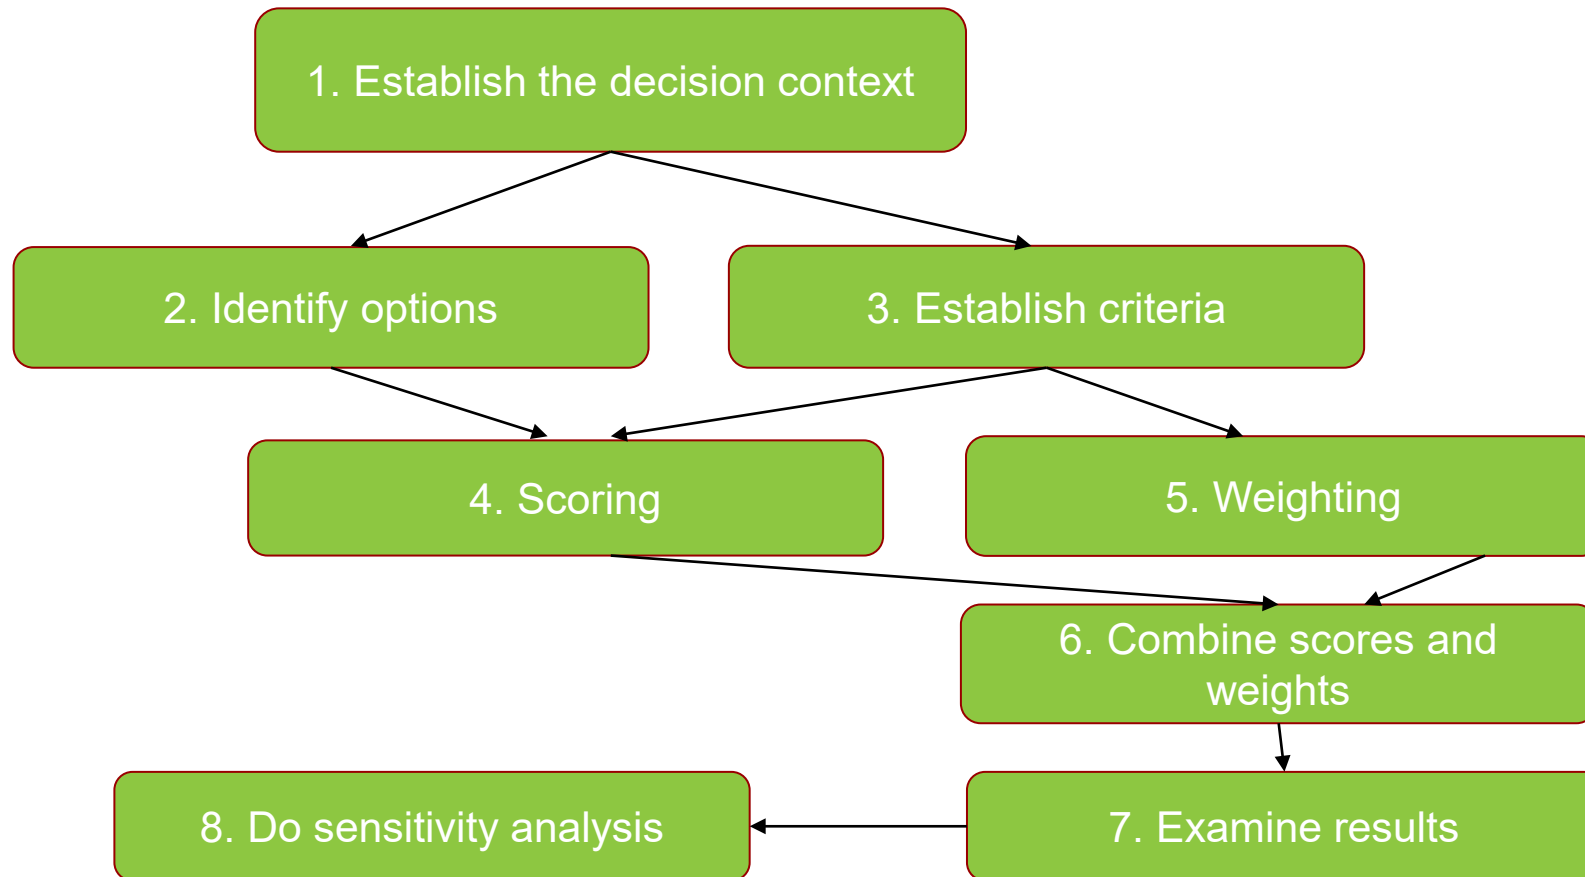 1. Establish the decision context
2. Identify options
3. Establish criteria
4. Scoring
5. Weighting
6. Combine scores and
weights
8. Do sensitivity analysis
7. Examine results